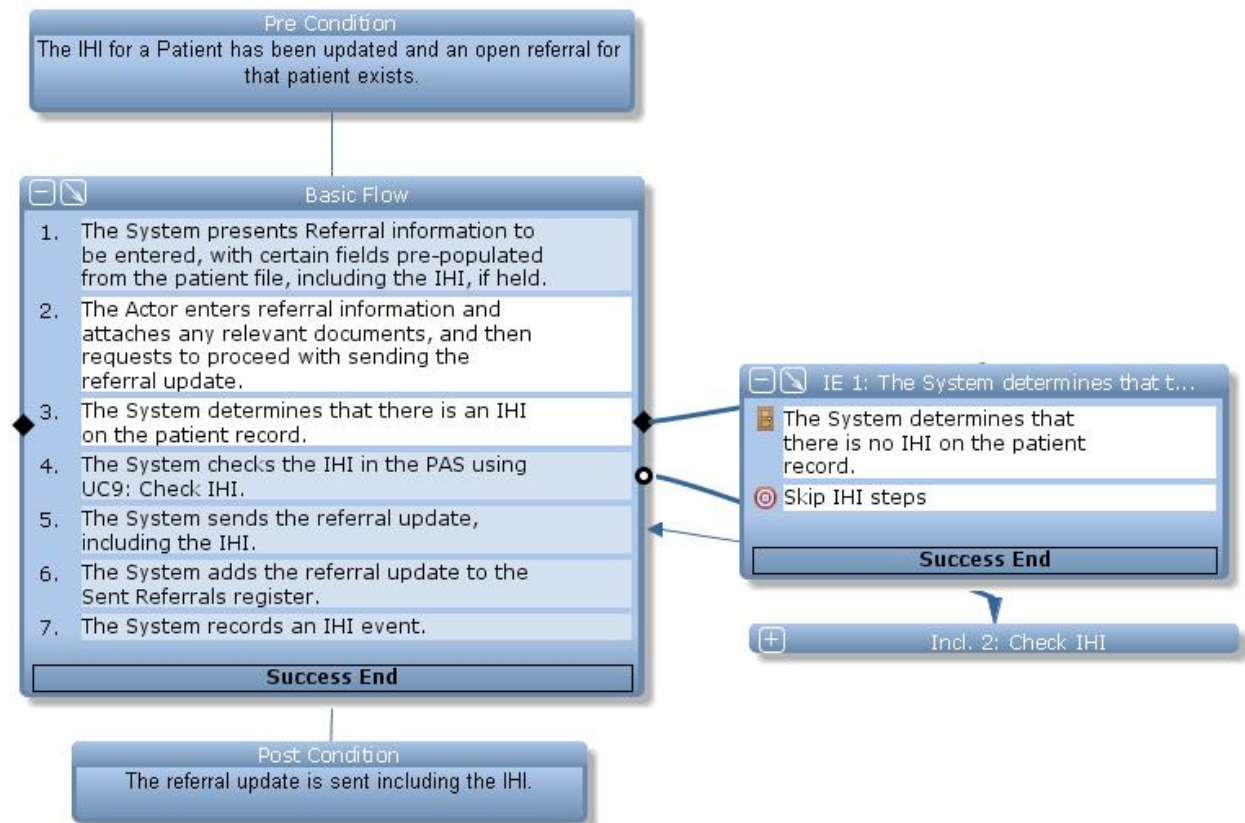 Pre Condition
The IHI for a Patient has been updated and an open referral for
that patient exists.
Basic Flow
1. The System presents Referral information to
be entered, with certain fields pre-populated
from the patient file, including the IHI, if held.
2. The Actor enters referral information and
attaches any relevant documents, and then
requests to proceed with sending the
referral update.
3. The System determines that there is an IHI
on the patient record.
4. The System checks the IHI in the PAS using
UC9: Check IHI.
5. The System sends the referral update,
including the IHI.
6. The System adds the referral update to the
Sent Referrals register.
7. The System records an IHI event.
Success End
IE 1: The System determines that t...
The System determines that
there is no IHI on the patient
record.
Skip IHI steps
Success End
Incl. 2: Check IHI
Post Condition
The referral update is sent including the IHI.